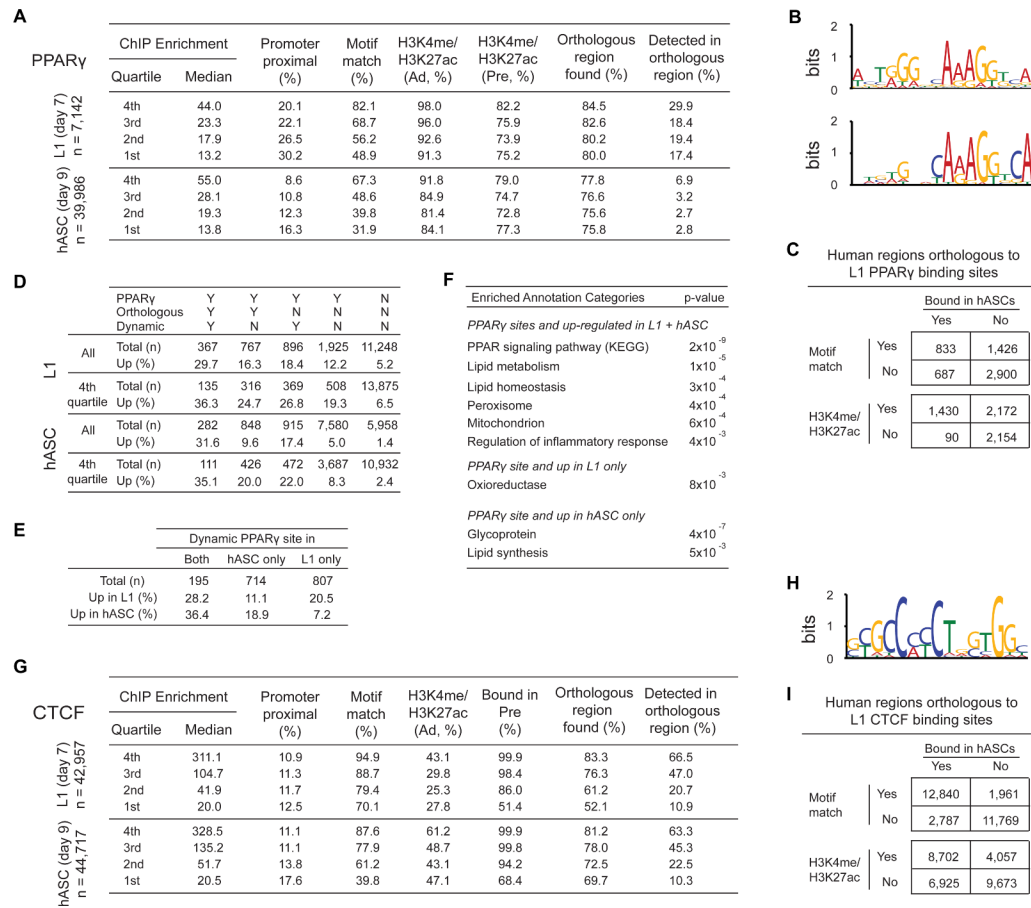 A
PPARγ
ChIP Enrichment Promoter proximal (%) Motif match (%) H3K4me/H3K27ac (Ad, %) H3K4me/H3K27ac (Pre, %) Orthologous region found (%) Detected in orthologous region (%)
Quartile Median
L1 (day 7) n = 7,142
4th 44.0 20.1 82.1 98.0 82.2 84.5 29.9
3rd 23.3 22.1 68.7 96.0 75.9 82.6 18.4
2nd 17.9 26.5 56.2 92.6 73.9 80.2 19.4
1st 13.2 30.2 48.9 91.3 75.2 80.0 17.4
hASC (day 9) n = 39,986
4th 55.0 8.6 67.3 91.8 79.0 77.8 6.9
3rd 28.1 10.8 48.6 84.9 74.7 76.6 3.2
2nd 19.3 12.3 39.8 81.4 72.8 75.6 2.7
1st 13.8 16.3 31.9 84.1 77.3 75.8 2.8
B
bits
2
1
0
bits
2
1
0
C
Human regions orthologous to
L1 PPARγ binding sites
Bound in hASCs
Yes No
Motif match
Yes 833 1,426
No 687 2,900
H3K4me/H3K27ac
Yes 1,430 2,172
No 90 2,154
D
PPARγ Y Y Y Y N
Orthologous Y Y N N N
Dynamic Y N Y N N
L1
All
Total (n) 367 767 896 1,925 11,248
Up (%) 29.7 16.3 18.4 12.2 5.2
4th quartile
Total (n) 135 316 369 508 13,875
Up (%) 36.3 24.7 26.8 19.3 6.5
hASC
All
Total (n) 282 848 915 7,580 5,958
Up (%) 31.6 9.6 17.4 5.0 1.4
4th quartile
Total (n) 111 426 472 3,687 10,932
Up (%) 35.1 20.0 22.0 8.3 2.4
E
Dynamic PPARγ site in
Both hASC only L1 only
Total (n) 195 714 807
Up in L1 (%) 28.2 11.1 20.5
Up in hASC (%) 36.4 18.9 7.2
F
Enriched Annotation Categories p-value
PPARγ sites and up-regulated in L1 + hASC
PPAR signaling pathway (KEGG) 2x10-9
Lipid metabolism 1x10-5
Lipid homeostasis 3x10-4
Peroxisome 4x10-4
Mitochondrion 6x10-4
Regulation of inflammatory response 4x10-3
PPARγ site and up in L1 only
Oxioreductase 8x10-3
PPARγ site and up in hASC only
Glycoprotein 4x10-7
Lipid synthesis 5x10-3
G
CTCF
ChIP Enrichment Promoter proximal (%) Motif match (%) H3K4me/H3K27ac (Ad, %) Bound in Pre (%) Orthologous region found (%) Detected in orthologous region (%)
Quartile Median
L1 (day 7) n = 42,957
4th 311.1 10.9 94.9 43.1 99.9 83.3 66.5
3rd 104.7 11.3 88.7 29.8 98.4 76.3 47.0
2nd 41.9 11.7 79.4 25.3 86.0 61.2 20.7
1st 20.0 12.5 70.1 27.8 51.4 52.1 10.9
hASC (day 9) n = 44,717
4th 328.5 11.1 87.6 61.2 99.9 81.2 63.3
3rd 135.2 11.1 77.9 48.7 99.8 78.0 45.3
2nd 51.7 13.8 61.2 43.1 94.2 72.5 22.5
1st 20.5 17.6 39.8 47.1 68.4 69.7 10.3
H
bits
2
1
0
I
Human regions orthologous to
L1 CTCF binding sites
Bound in hASCs
Yes No
Motif match
Yes 12,840 1,961
No 2,787 11,769
H3K4me/H3K27ac
Yes 8,702 4,057
No 6,925 9,673